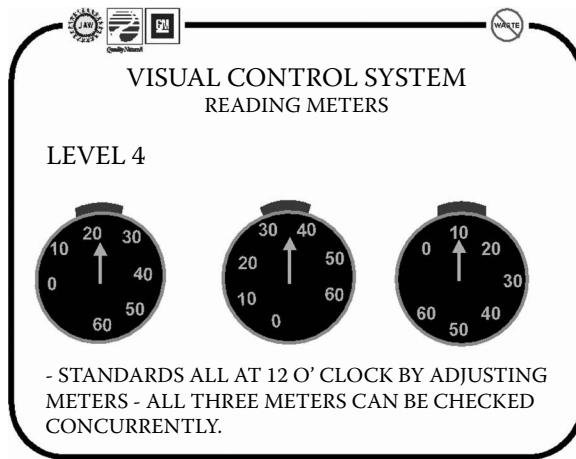 JAW
Quality Network
GM
WASTE
VISUAL CONTROL SYSTEM
READING METERS
LEVEL 4
0 10 20 30 40 50 60
0 10 20 30 40 50 60
0 10 20 30 40 50 60
- STANDARDS ALL AT 12 O’ CLOCK BY ADJUSTING
METERS - ALL THREE METERS CAN BE CHECKED
CONCURRENTLY.